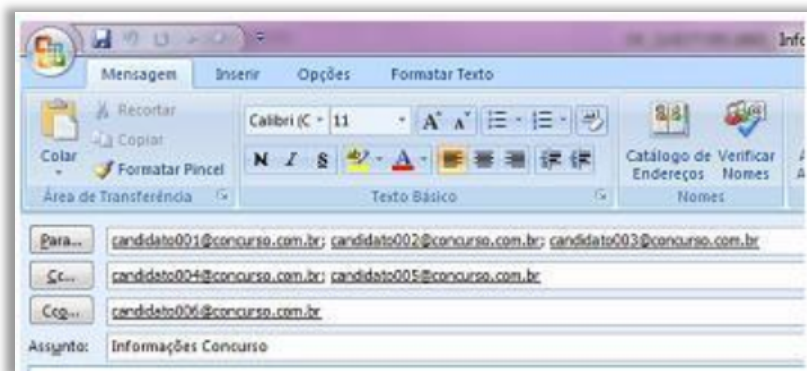 Info
Mensagem Inserir Opções Formatar Texto
Recortar
Copiar
Colar
Formatar Pincel
Área de Transferência
Calibri (C 11
A A
N I S A
Texto Básico
Catálogo de Endereços
Verificar Nomes
Nomes
Para... candidato001@concurso.com.br; candidato002@concurso.com.br; candidato003@concurso.com.br
Cc... candidato004@concurso.com.br; candidato005@concurso.com.br
Cco... candidato006@concurso.com.br
Assunto: Informações Concurso